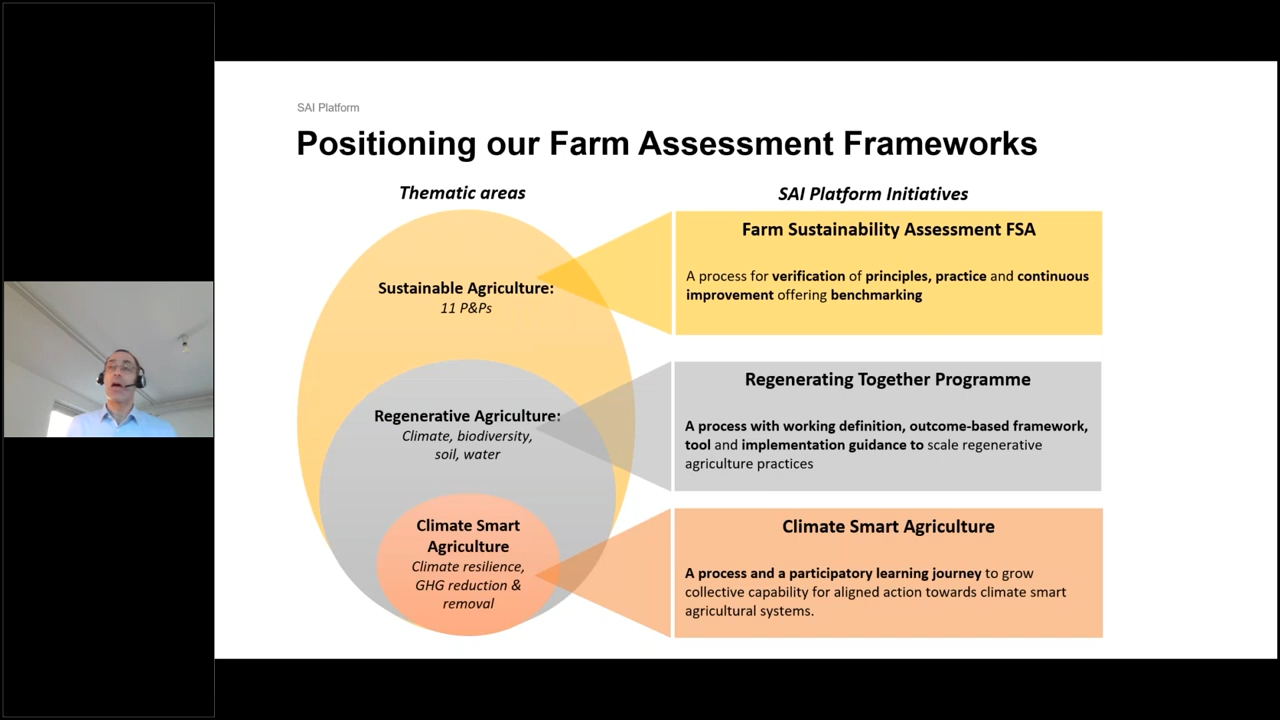 SAI Platform
Positioning our Farm Assessment Frameworks
Thematic areas
SAI Platform Initiatives
Sustainable Agriculture:
11 P&Ps
Farm Sustainability Assessment FSA
A process for verification of principles, practice and continuous
improvement offering benchmarking
Regenerative Agriculture:
Climate, biodiversity,
soil, water
Regenerating Together Programme
A process with working definition, outcome-based framework,
tool and implementation guidance to scale regenerative
agriculture practices
Climate Smart
Agriculture
Climate resilience,
GHG reduction &
removal
Climate Smart Agriculture
A process and a participatory learning journey to grow
collective capability for aligned action towards climate smart
agricultural systems.